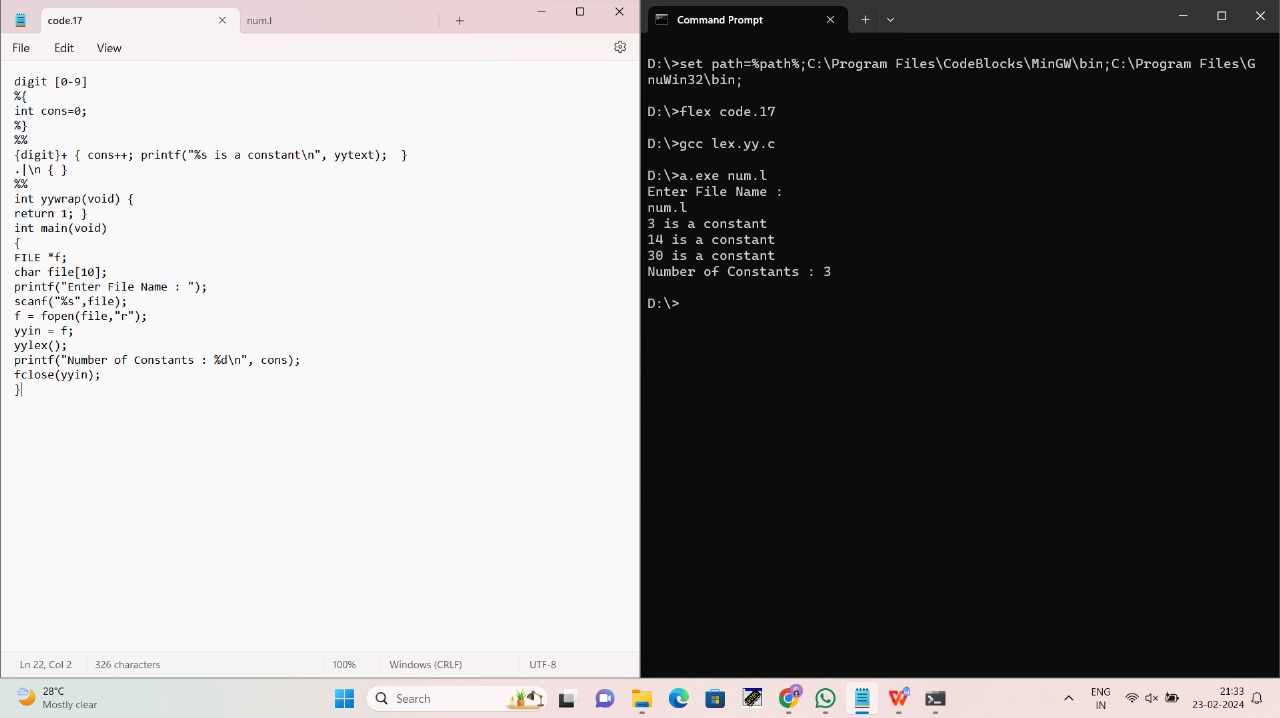 code.17
num.l
File Edit View
digit [0-9]
%{
int cons=0;
%}
%%
{digit}+ { cons++; printf("%s is a constant\n", yytext);  }
.|\n { }
%%
int yywrap(void) {
return 1; }
int main(void)
{
FILE *f;
char file[10];
printf("Enter File Name : ");
scanf("%s",file);
f = fopen(file,"r");
yyin = f;
yylex();
printf("Number of Constants : %d\n", cons);
fclose(yyin);
}
Ln 22, Col 2 326 characters 100% Windows (CRLF) UTF-8
Command Prompt
D:\>set path=%path%;C:\Program Files\CodeBlocks\MinGW\bin;C:\Program Files\G
nuWin32\bin;
D:\>flex code.17
D:\>gcc lex.yy.c
D:\>a.exe num.l
Enter File Name :
num.l
3 is a constant
14 is a constant
30 is a constant
Number of Constants : 3
D:\>
28°C
Mostly clear
Search
ENG
IN
21:33
23-02-2024